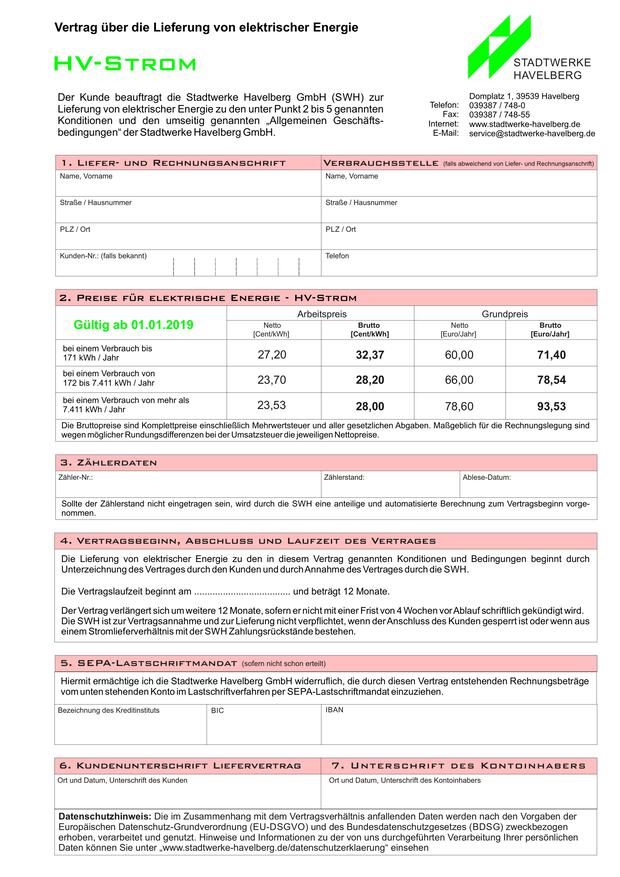 Vertrag über die Lieferung von elektrischer Energie
HV-Strom
STADTWERKE
HAVELBERG
Der Kunde beauftragt die Stadtwerke Havelberg GmbH (SWH) zur
Lieferung von elektrischer Energie zu den unter Punkt 2 bis 5 genannten
Konditionen und den umseitig genannten „Allgemeinen Geschäfts-
bedingungen“ der Stadtwerke Havelberg GmbH.
Domplatz 1, 39539 Havelberg
Telefon: 039387 / 748-0
Fax: 039387 / 748-55
Internet: www.stadtwerke-havelberg.de
E-Mail: service@stadtwerke-havelberg.de
1. Liefer- und Rechnungsanschrift
Verbrauchsstelle (falls abweichend von Liefer- und Rechnungsanschrift)
Name, Vorname
Name, Vorname
Straße / Hausnummer
Straße / Hausnummer
PLZ / Ort
PLZ / Ort
Kunden-Nr.: (falls bekannt)
Telefon
2. Preise für elektrische Energie - HV-Strom
Gültig ab 01.01.2019
Arbeitspreis
Grundpreis
Netto Brutto Netto Brutto
[Cent/kWh] [Cent/kWh] [Euro/Jahr] [Euro/Jahr]
bei einem Verbrauch bis
171 kWh / Jahr
27,20 32,37 60,00 71,40
bei einem Verbrauch von
172 bis 7.411 kWh / Jahr
23,70 28,20 66,00 78,54
bei einem Verbrauch von mehr als
7.411 kWh / Jahr
23,53 28,00 78,60 93,53
Die Bruttopreise sind Komplettpreise einschließlich Mehrwertsteuer und aller gesetzlichen Abgaben. Maßgeblich für die Rechnungslegung sind
wegen möglicher Rundungsdifferenzen bei der Umsatzsteuer die jeweiligen Nettopreise.
3. Zählerdaten
Zähler-Nr.: Zählerstand: Ablese-Datum:
Sollte der Zählerstand nicht eingetragen sein, wird durch die SWH eine anteilige und automatisierte Berechnung zum Vertragsbeginn vorge-
nommen.
4. Vertragsbeginn, Abschluss und Laufzeit des Vertrages
Die Lieferung von elektrischer Energie zu den in diesem Vertrag genannten Konditionen und Bedingungen beginnt durch
Unterzeichnung des Vertrages durch den Kunden und durch Annahme des Vertrages durch die SWH.
Die Vertragslaufzeit beginnt am ..................................... und beträgt 12 Monate.
Der Vertrag verlängert sich um weitere 12 Monate, sofern er nicht mit einer Frist von 4 Wochen vor Ablauf schriftlich gekündigt wird.
Die SWH ist zur Vertragsannahme und zur Lieferung nicht verpflichtet, wenn der Anschluss des Kunden gesperrt ist oder wenn aus
einem Stromlieferverhältnis mit der SWH Zahlungsrückstände bestehen.
5. SEPA-Lastschriftmandat (sofern nicht schon erteilt)
Hiermit ermächtige ich die Stadtwerke Havelberg GmbH widerruflich, die durch diesen Vertrag entstehenden Rechnungsbeträge
vom unten stehenden Konto im Lastschriftverfahren per SEPA-Lastschriftmandat einzuziehen.
Bezeichnung des Kreditinstituts BIC IBAN
6. Kundenunterschrift Liefervertrag
7. Unterschrift des Kontoinhabers
Ort und Datum, Unterschrift des Kunden
Ort und Datum, Unterschrift des Kontoinhabers
Datenschutzhinweis: Die im Zusammenhang mit dem Vertragsverhältnis anfallenden Daten werden nach den Vorgaben der
Europäischen Datenschutz-Grundverordnung (EU-DSGVO) und des Bundesdatenschutzgesetzes (BDSG) zweckbezogen
erhoben, verarbeitet und genutzt. Hinweise und Informationen zu der von uns durchgeführten Verarbeitung Ihrer persönlichen
Daten können Sie unter „www.stadtwerke-havelberg.de/datenschutzerklaerung“ einsehen